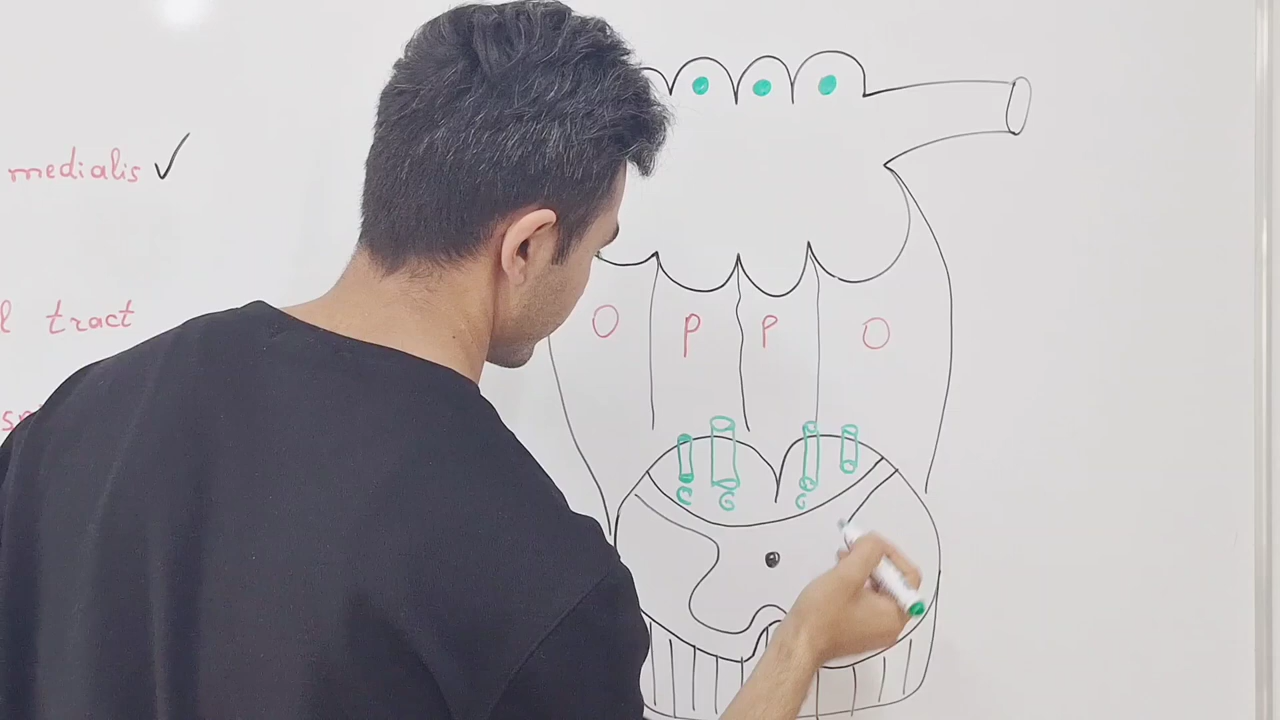 medialis ✓
l tract
O P P O